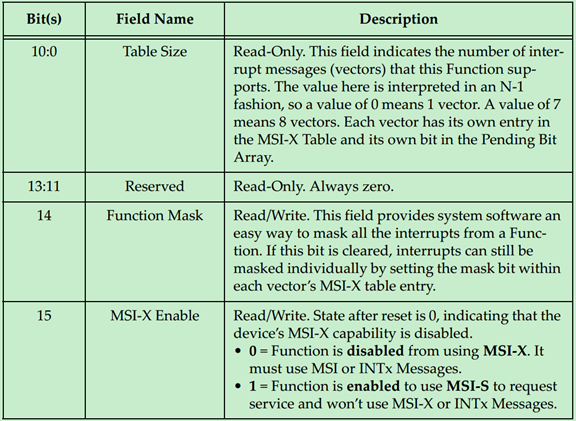 Bit(s) Field Name Description
10:0 Table Size Read-Only. This field indicates the number of inter-
rupt messages (vectors) that this Function sup-
ports. The value here is interpreted in an N-1
fashion, so a value of 0 means 1 vector. A value of 7
means 8 vectors. Each vector has its own entry in
the MSI-X Table and its own bit in the Pending Bit
Array.
13:11 Reserved Read-Only. Always zero.
14 Function Mask Read/Write. This field provides system software an
easy way to mask all the interrupts from a Func-
tion. If this bit is cleared, interrupts can still be
masked individually by setting the mask bit within
each vector's MSI-X table entry.
15 MSI-X Enable Read/Write. State after reset is 0, indicating that the
device's MSI-X capability is disabled.
• 0 = Function is disabled from using MSI-X. It
must use MSI or INTx Messages.
• 1 = Function is enabled to use MSI-S to request
service and won't use MSI-X or INTx Messages.